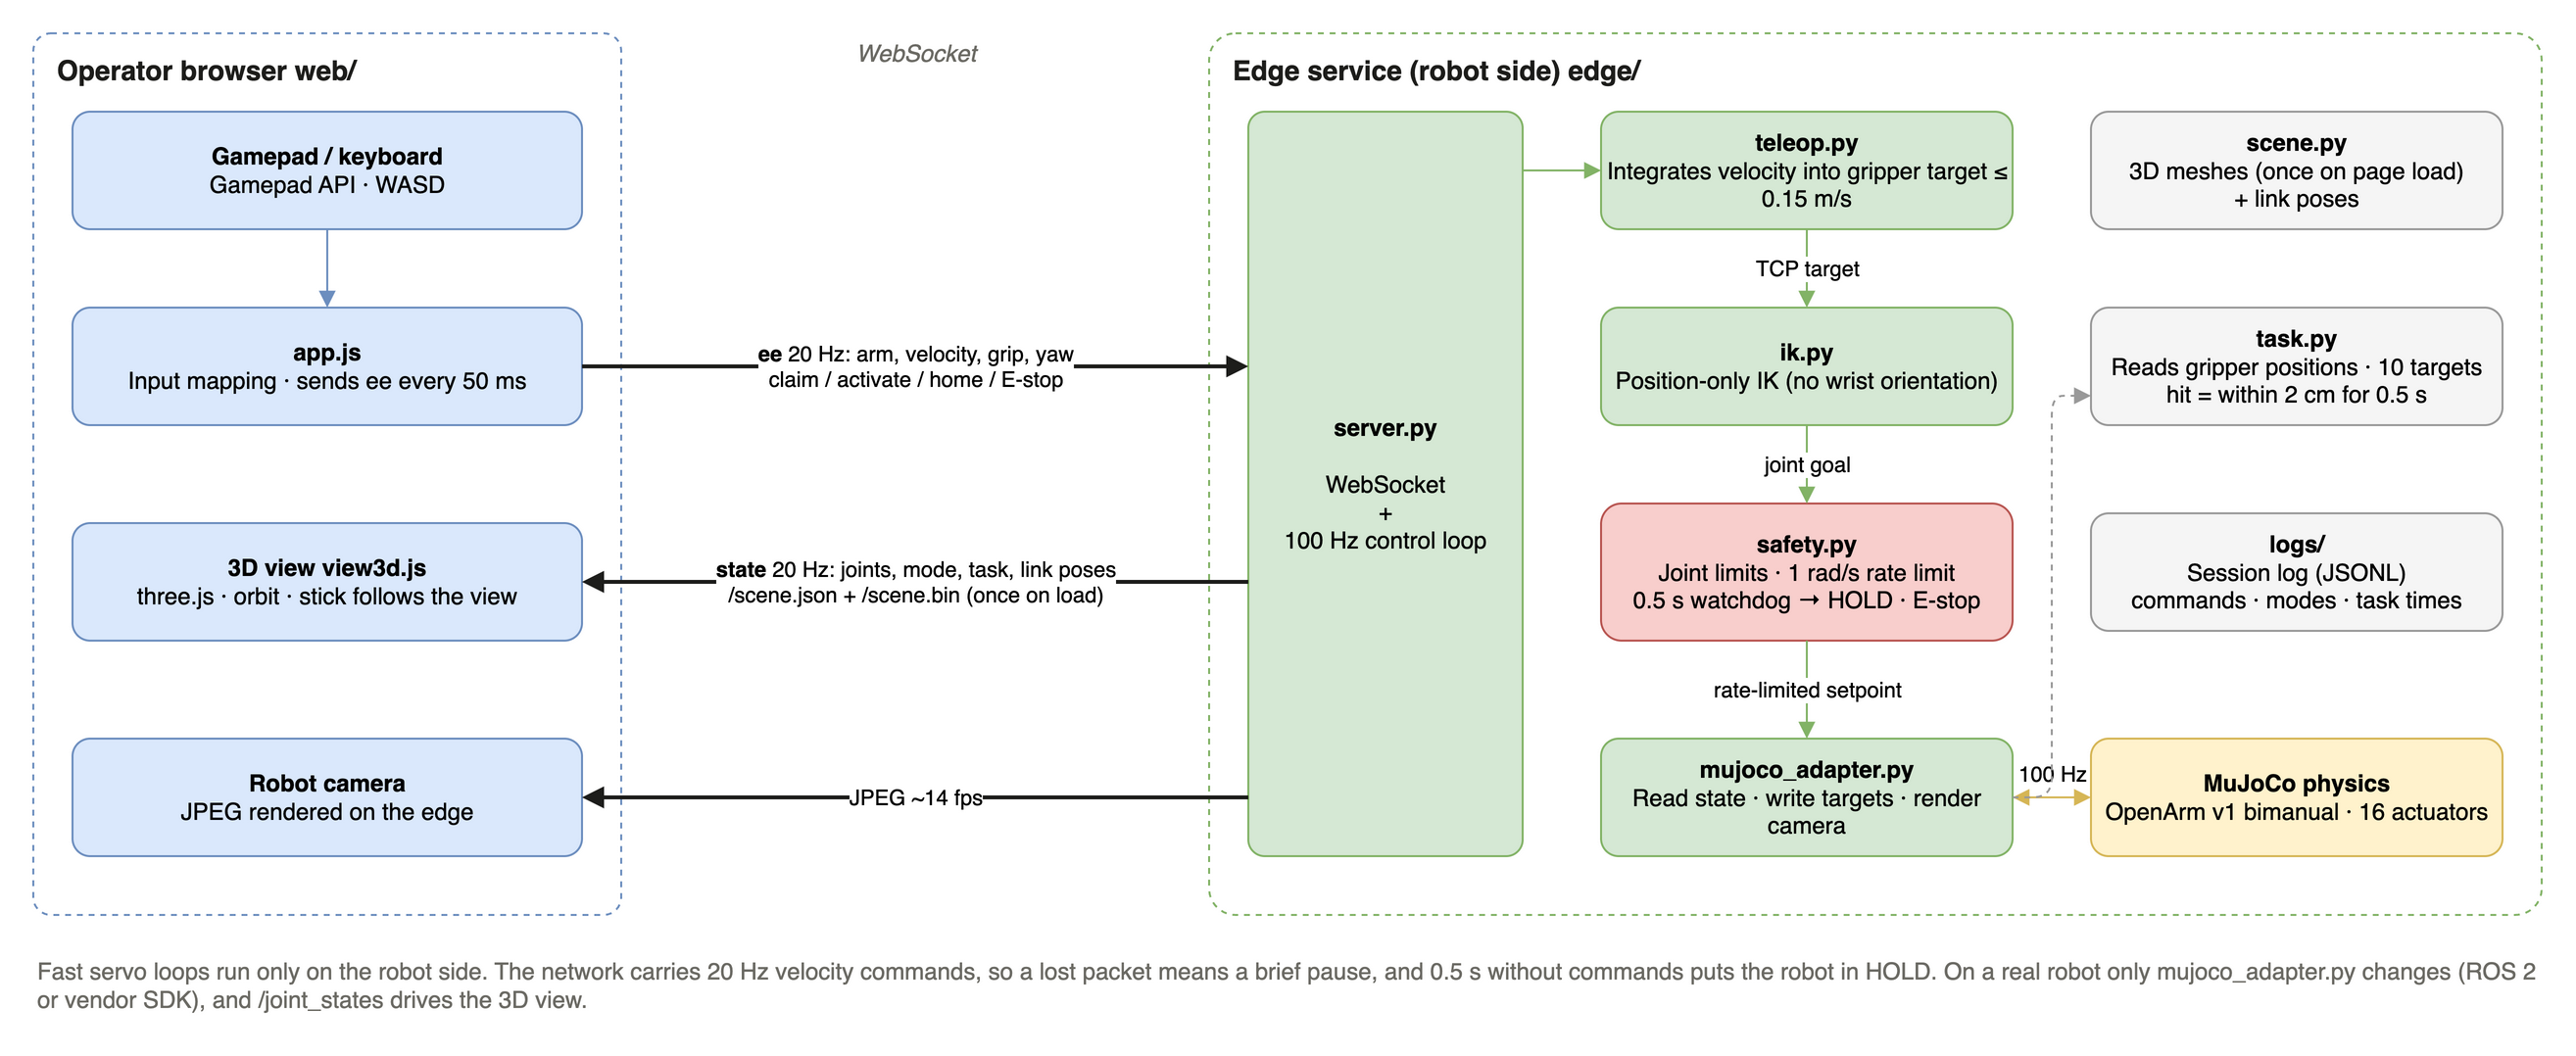 Operator browser web/
Gamepad / keyboard
Gamepad API · WASD
app.js
Input mapping · sends ee every 50 ms
3D view view3d.js
three.js · orbit · stick follows the view
Robot camera
JPEG rendered on the edge
WebSocket
ee 20 Hz: arm, velocity, grip, yaw
claim / activate / home / E-stop
state 20 Hz: joints, mode, task, link poses
/scene.json + /scene.bin (once on load)
JPEG ~14 fps
Edge service (robot side) edge/
server.py
WebSocket
+
100 Hz control loop
teleop.py
Integrates velocity into gripper target ≤
0.15 m/s
TCP target
ik.py
Position-only IK (no wrist orientation)
joint goal
safety.py
Joint limits · 1 rad/s rate limit
0.5 s watchdog → HOLD · E-stop
rate-limited setpoint
mujoco_adapter.py
Read state · write targets · render
camera
100 Hz
scene.py
3D meshes (once on page load)
+ link poses
task.py
Reads gripper positions · 10 targets
hit = within 2 cm for 0.5 s
logs/
Session log (JSONL)
commands · modes · task times
MuJoCo physics
OpenArm v1 bimanual · 16 actuators
Fast servo loops run only on the robot side. The network carries 20 Hz velocity commands, so a lost packet means a brief pause, and 0.5 s without commands puts the robot in HOLD. On a real robot only mujoco_adapter.py changes (ROS 2
or vendor SDK), and /joint_states drives the 3D view.